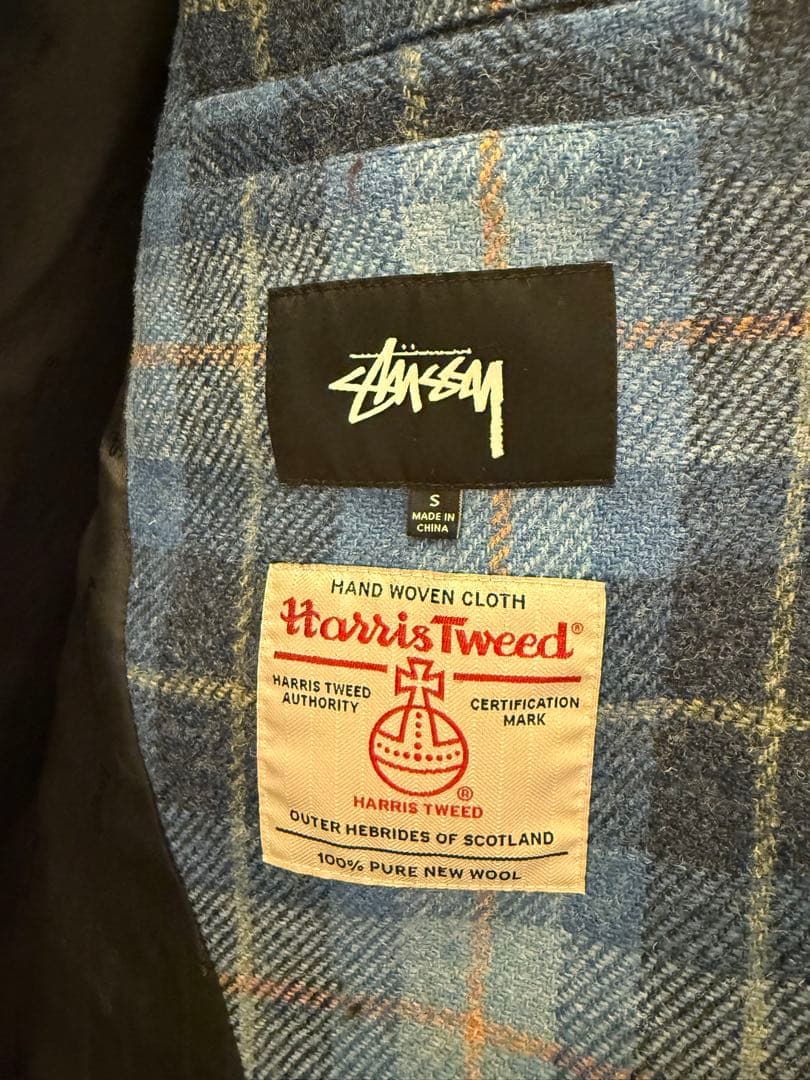 Stüssy
S
MADE IN
CHINA
HAND WOVEN CLOTH
Harris Tweed®
HARRIS TWEED
AUTHORITY
CERTIFICATION
MARK
®
HARRIS TWEED
OUTER HEBRIDES OF SCOTLAND
100% PURE NEW WOOL